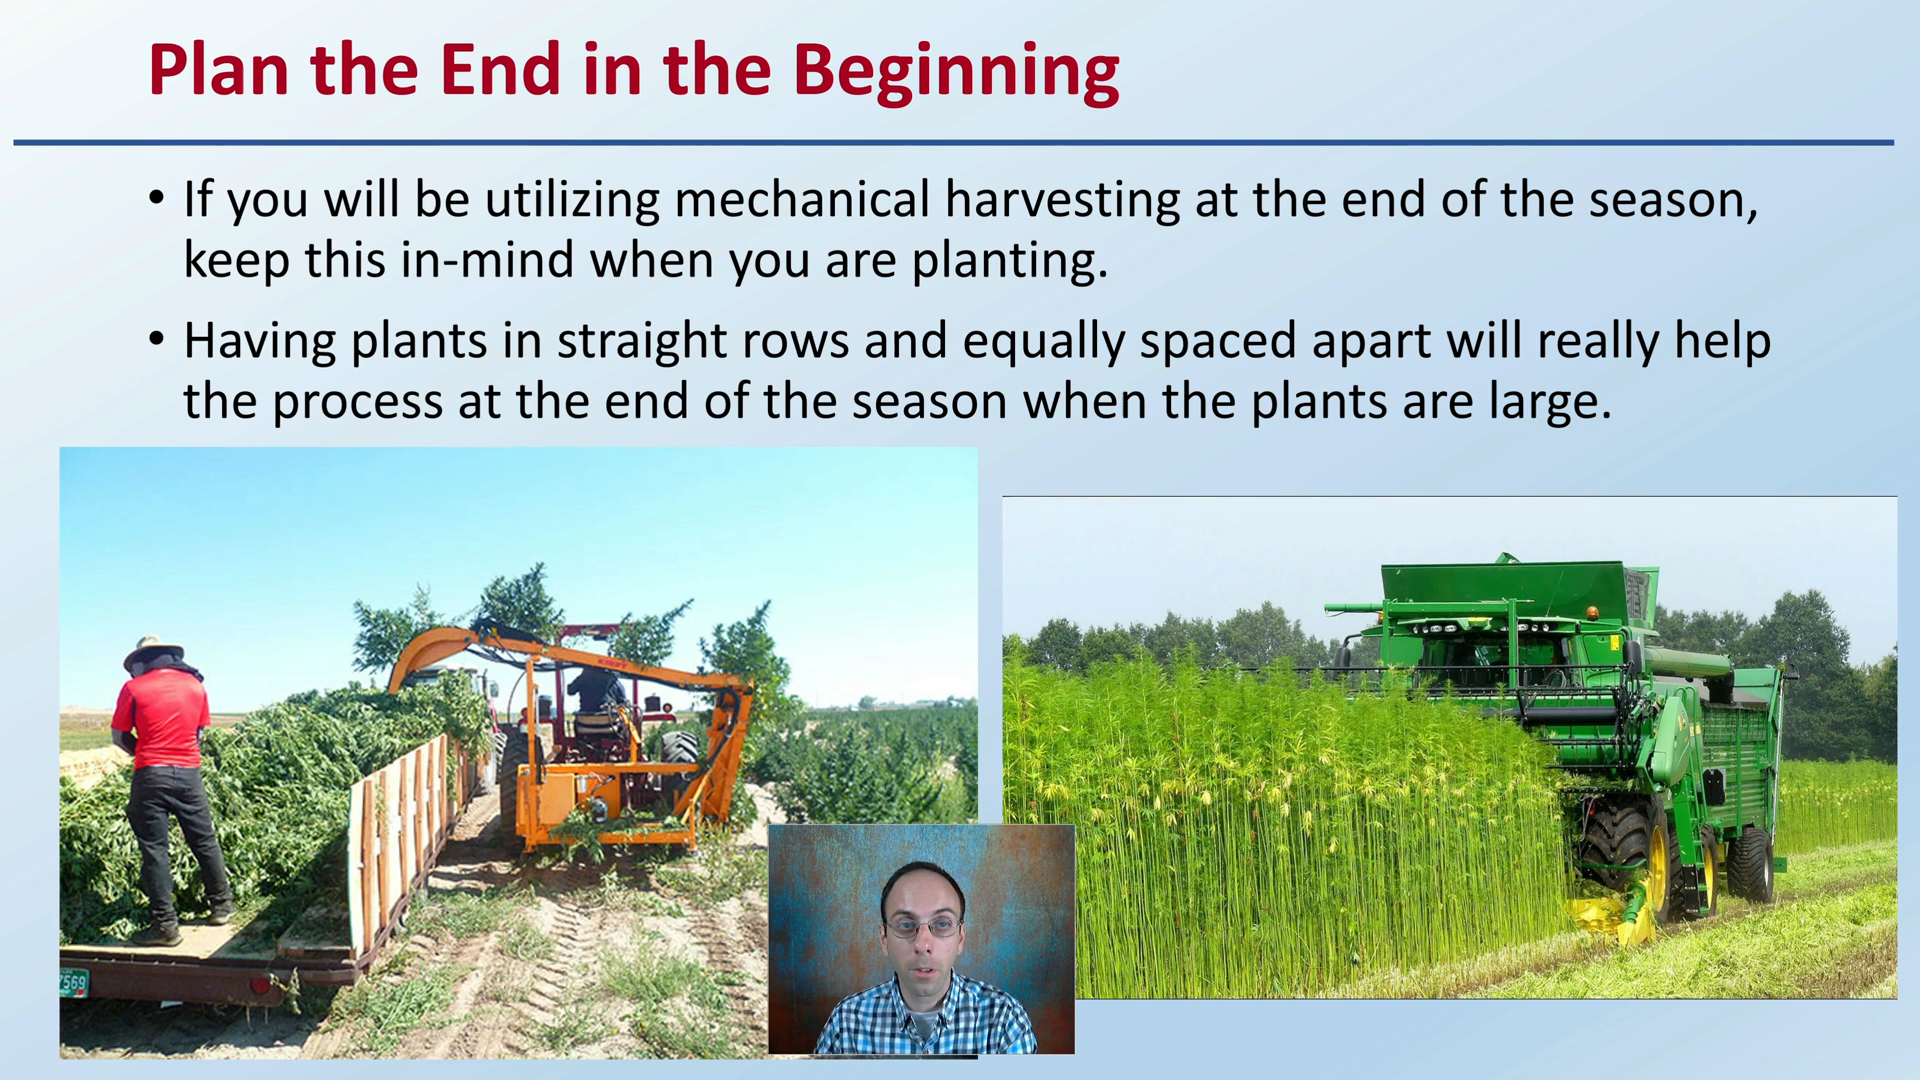 Plan the End in the Beginning
• If you will be utilizing mechanical harvesting at the end of the season,
keep this in-mind when you are planting.
• Having plants in straight rows and equally spaced apart will really help
the process at the end of the season when the plants are large.
7569